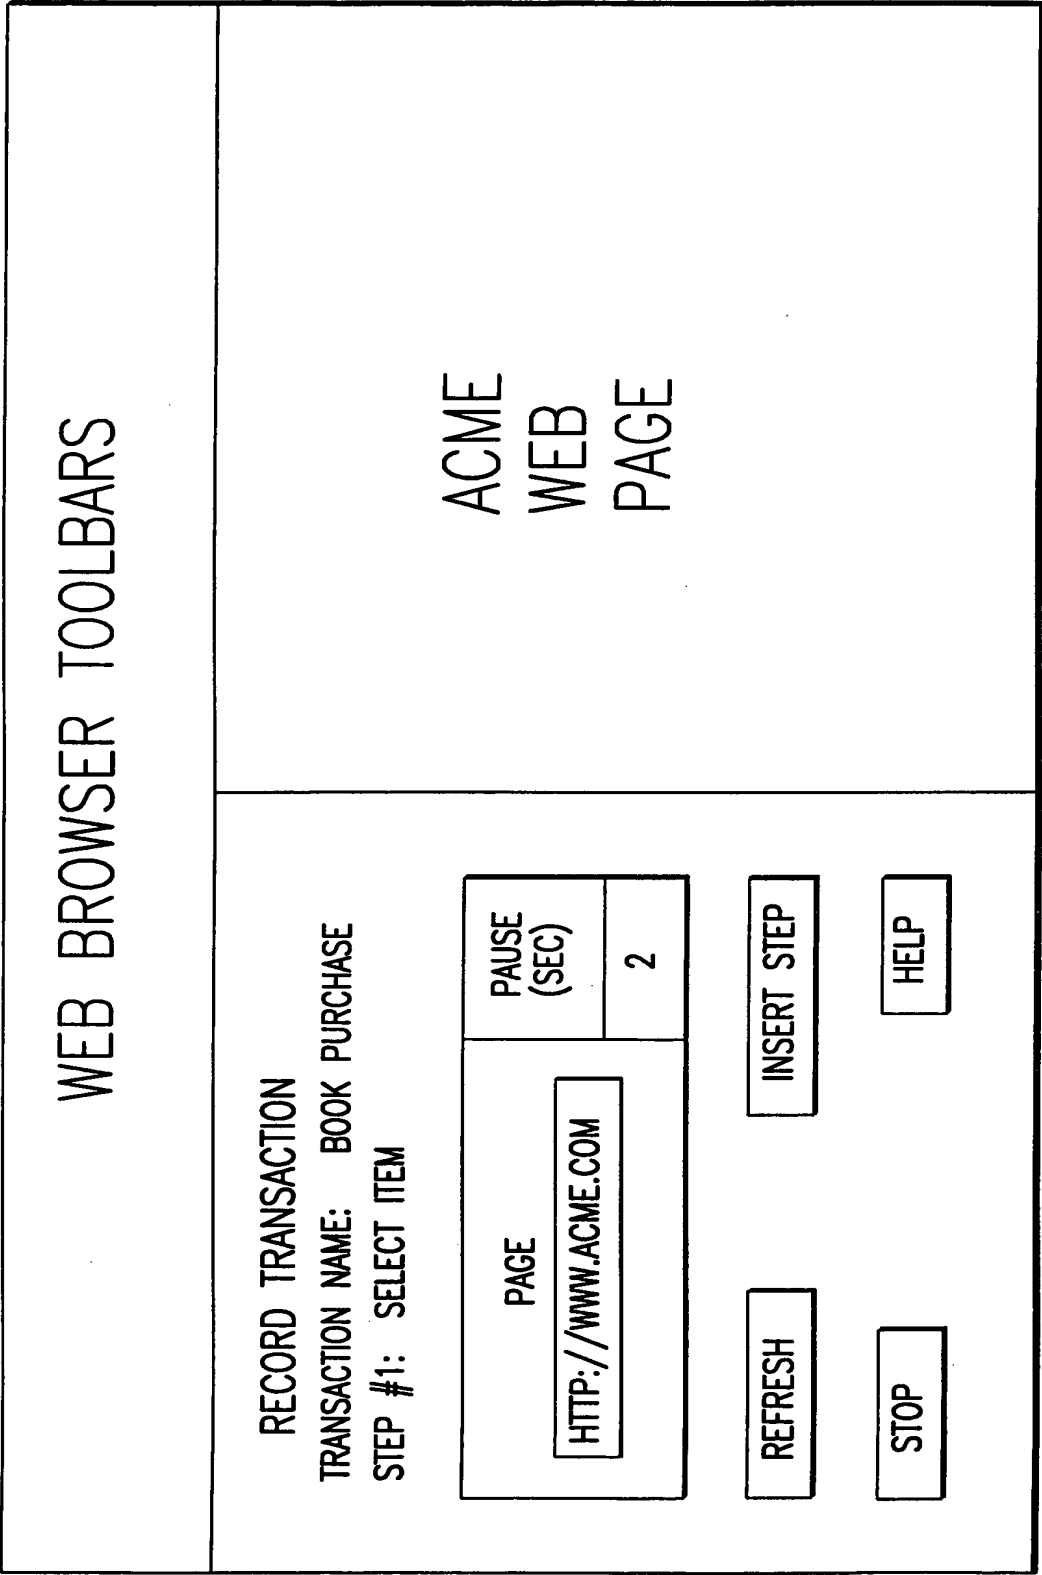 WEB BROWSER TOOLBARS
RECORD TRANSACTION
TRANSACTION NAME: BOOK PURCHASE
STEP #1: SELECT ITEM
PAGE
PAUSE
(SEC)
HTTP://WWW.ACME.COM
2
REFRESH
INSERT STEP
STOP
HELP
ACME
WEB
PAGE